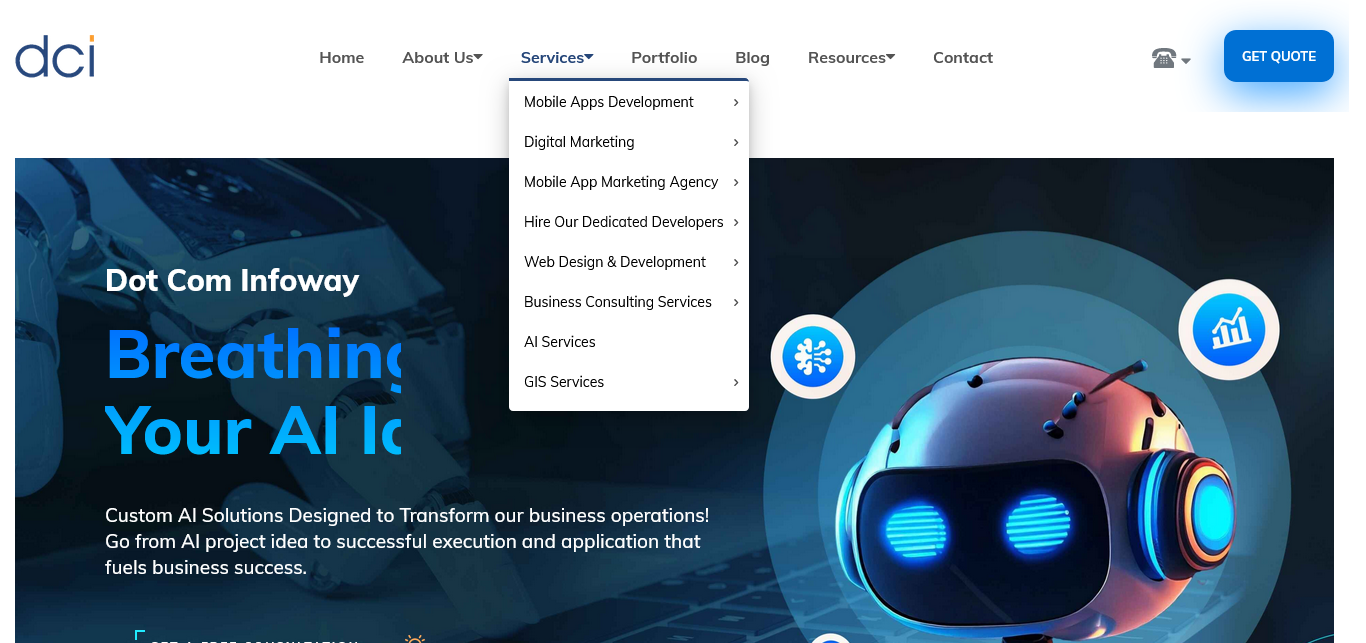 dci
Home
About Us
Services
Portfolio
Blog
Resources
Contact
GET QUOTE
Mobile Apps Development
Digital Marketing
Mobile App Marketing Agency
Hire Our Dedicated Developers
Web Design & Development
Business Consulting Services
AI Services
GIS Services
Dot Com Infoway
Breathing
Your AI
Custom AI Solutions Designed to Transform our business operations!
Go from AI project idea to successful execution and application that
fuels business success.
GET A FREE CONSULTATION